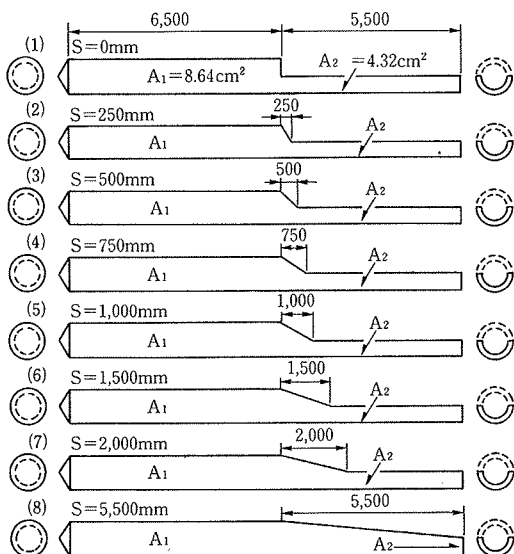 6,500 5,500
(1) S=0mm
A₁=8.64cm² A₂=4.32cm²
(2) S=250mm 250
A₁ A₂
(3) S=500mm 500
A₁ A₂
(4) S=750mm 750
A₁ A₂
(5) S=1,000mm 1,000
A₁ A₂
(6) S=1,500mm 1,500
A₁ A₂
(7) S=2,000mm 2,000
A₁ A₂
(8) S=5,500mm 5,500
A₁ A₂